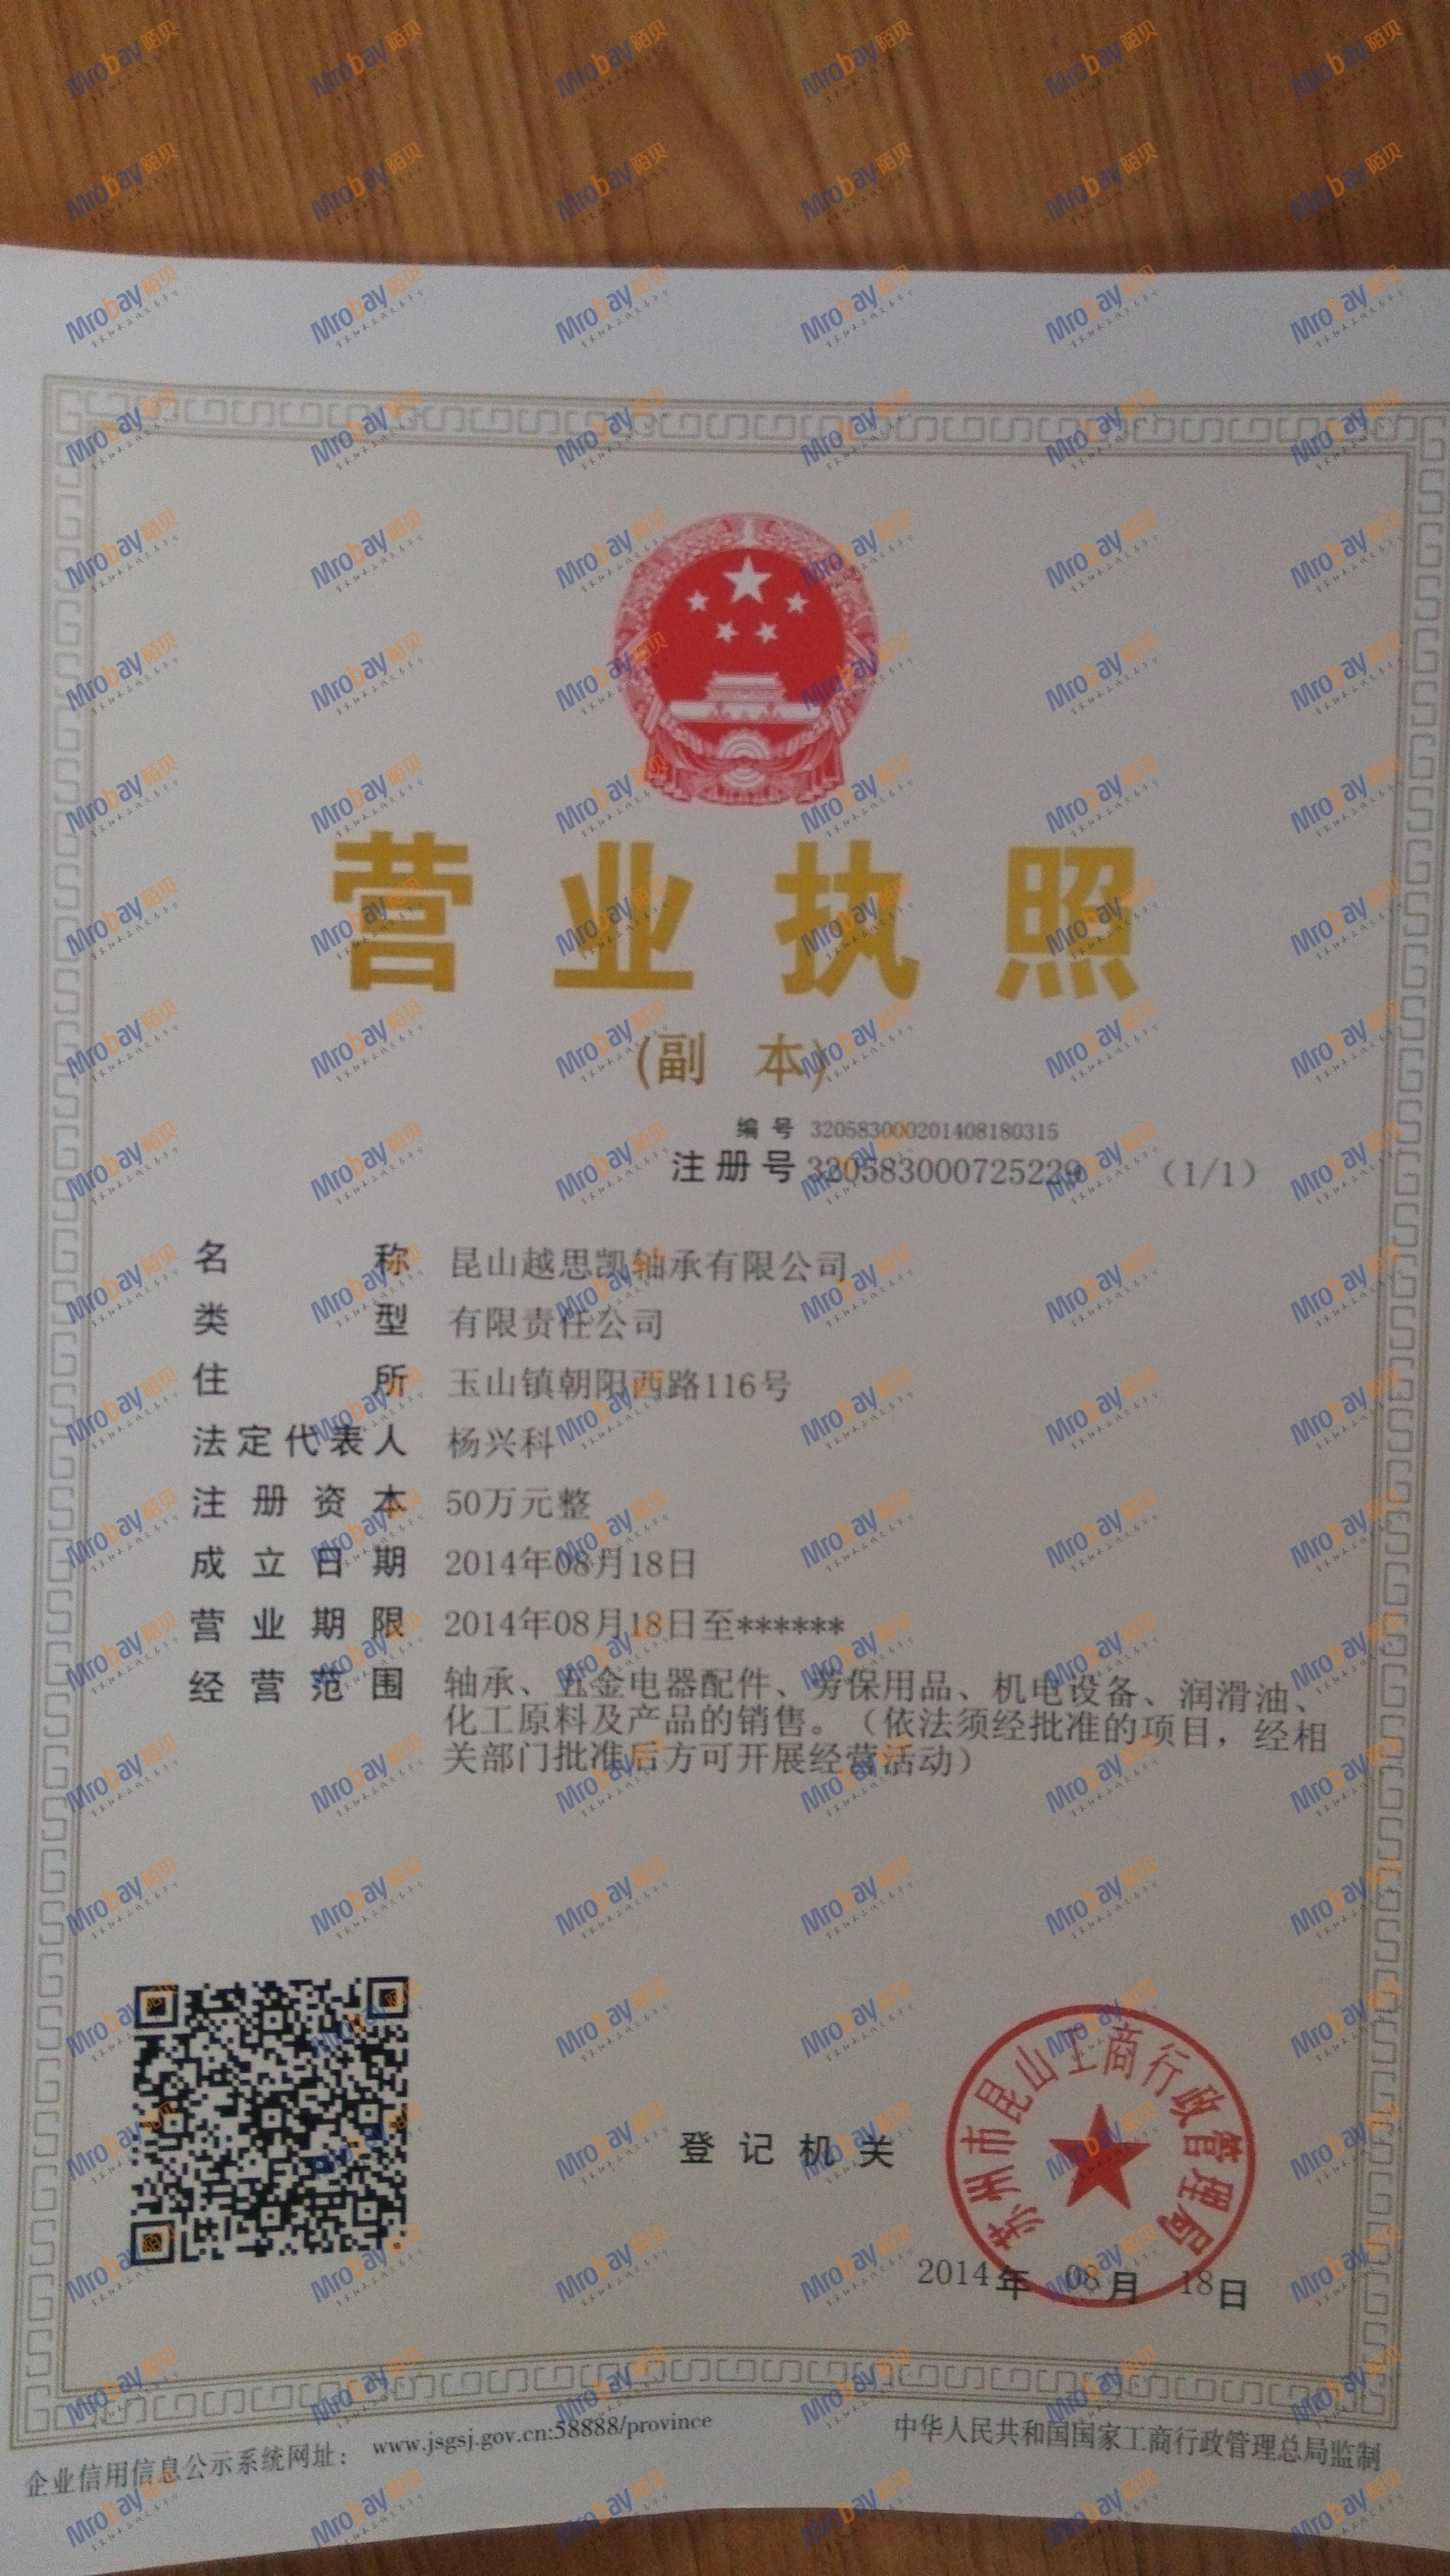 营业执照
(副 本)
编号 320583000201408180315
注册号 320583000725229 (1/1)
名称 昆山越思凯轴承有限公司
类型 有限责任公司
住所 玉山镇朝阳西路116号
法定代表人 杨兴科
注册资本 50万元整
成立日期 2014年08月18日
营业期限 2014年08月18日至******
经营范围 轴承、五金电器配件、劳保用品、机电设备、润滑油、
化工原料及产品的销售。(依法须经批准的项目,经相
关部门批准后方可开展经营活动)
登记机关
苏州市昆山工商行政管理局
2014年 08月 18日
企业信用信息公示系统网址: www.jsgsj.gov.cn:58888/province
中华人民共和国国家工商行政管理总局监制
Mrobay陌贝